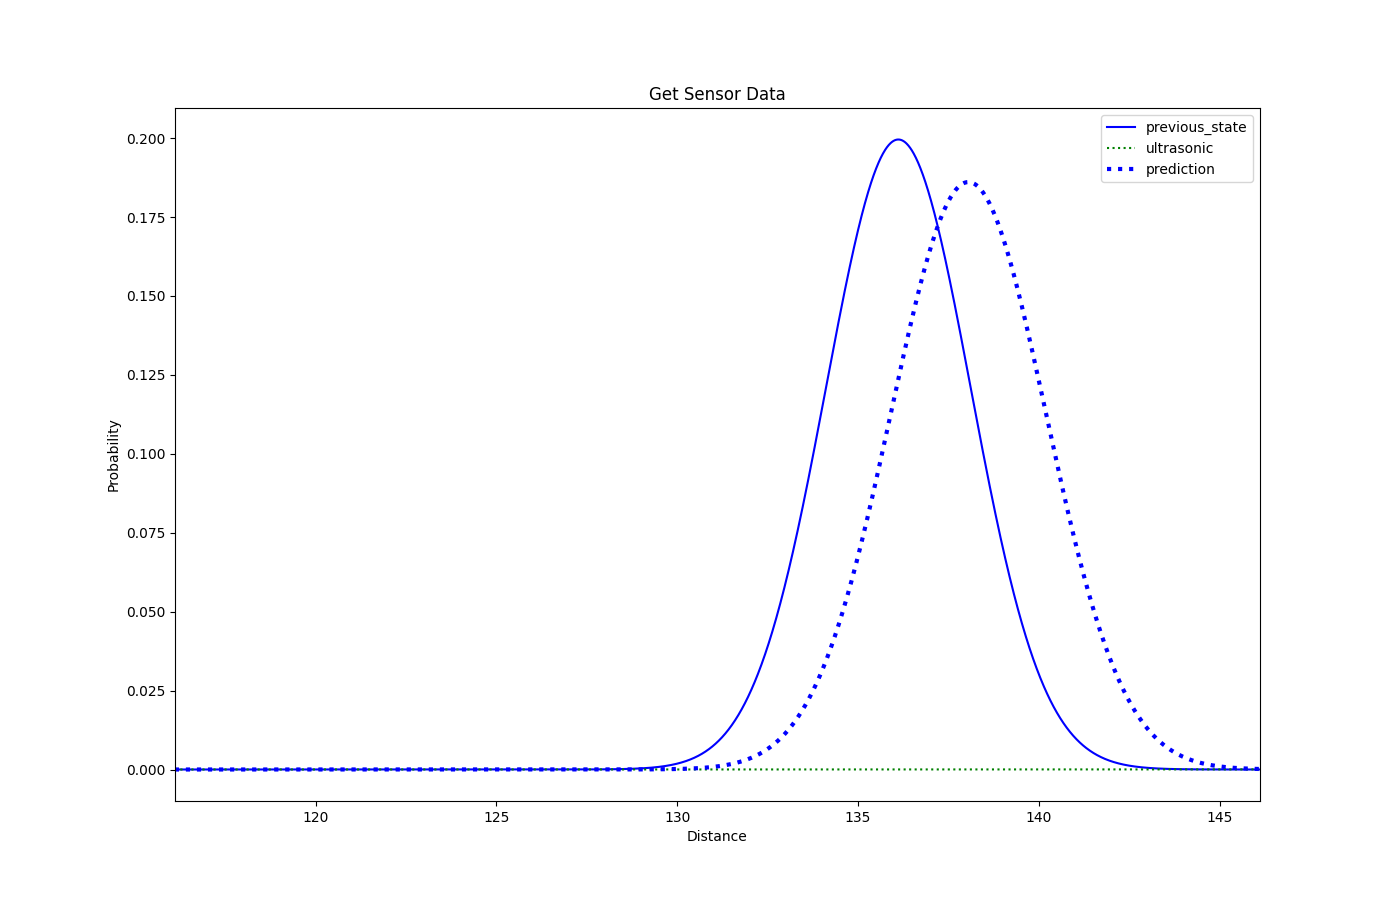 Get Sensor Data
previous_state
ultrasonic
prediction
0.200
0.175
0.150
0.125
0.100
0.075
0.050
0.025
0.000
Probability
120 125 130 135 140 145
Distance